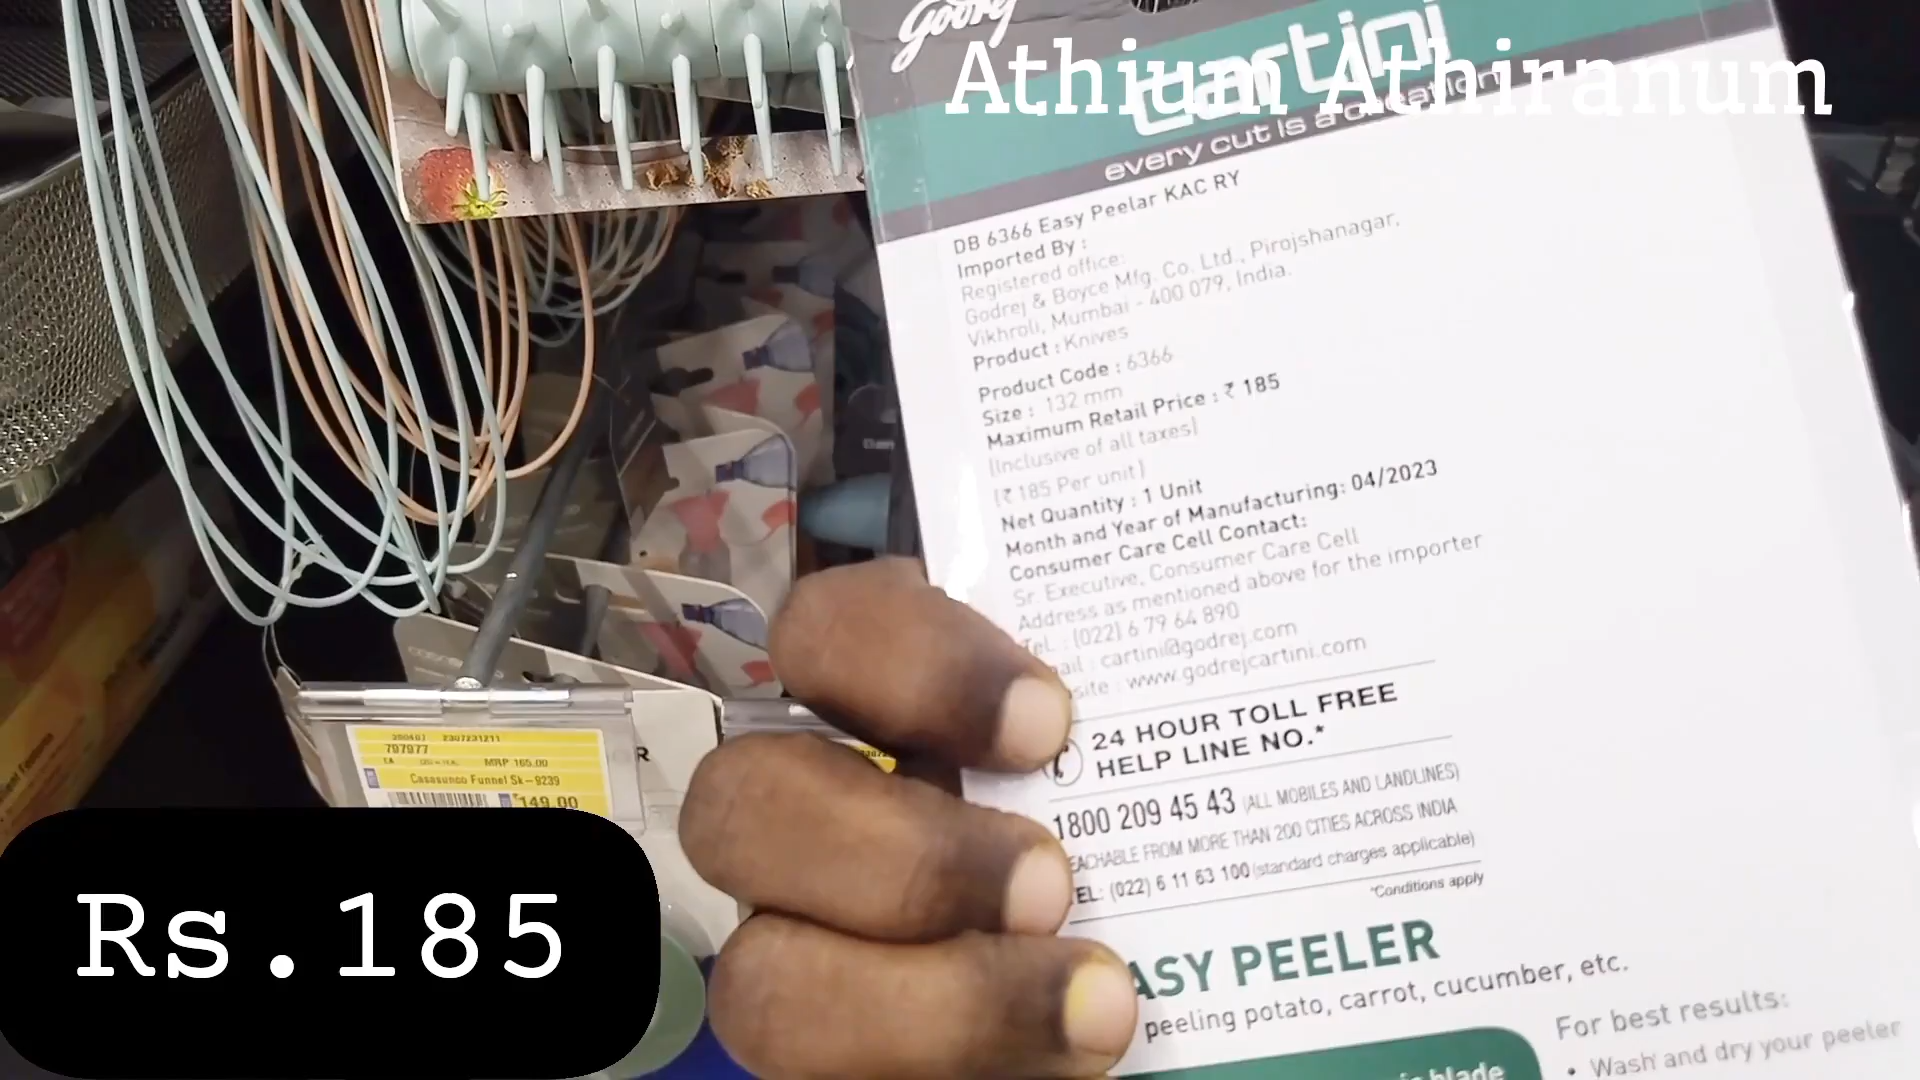 Godrej
Athium Athiranum
cartini
every cut is a creation
DB 6366 Easy Peelar KAC RY
Imported By :
Registered office:
Godrej & Boyce Mfg. Co. Ltd., Pirojshanagar,
Vikhroli, Mumbai - 400 079, India.
Product : Knives
Product Code : 6366
Size : 132 mm
Maximum Retail Price : ₹ 185
(Inclusive of all taxes)
(₹ 185 Per unit)
Net Quantity : 1 Unit
Month and Year of Manufacturing: 04/2023
Consumer Care Cell Contact:
Sr. Executive, Consumer Care Cell
Address as mentioned above for the importer
Tel. : (022) 6 79 64 890
ail : cartini@godrej.com
site : www.godrejcartini.com
24 HOUR TOLL FREE
HELP LINE NO.*
1800 209 45 43 (ALL MOBILES AND LANDLINES)
EACHABLE FROM MORE THAN 200 CITIES ACROSS INDIA
TEL: (022) 6 11 63 100 (standard charges applicable)
*Conditions apply
ASY PEELER
peeling potato, carrot, cucumber, etc.
For best results:
• Wash and dry your peeler
blade
2307231211
797977
EA MRP 165.00
Casasunco Funnel Sk-9239
149.00
R
Rs.185